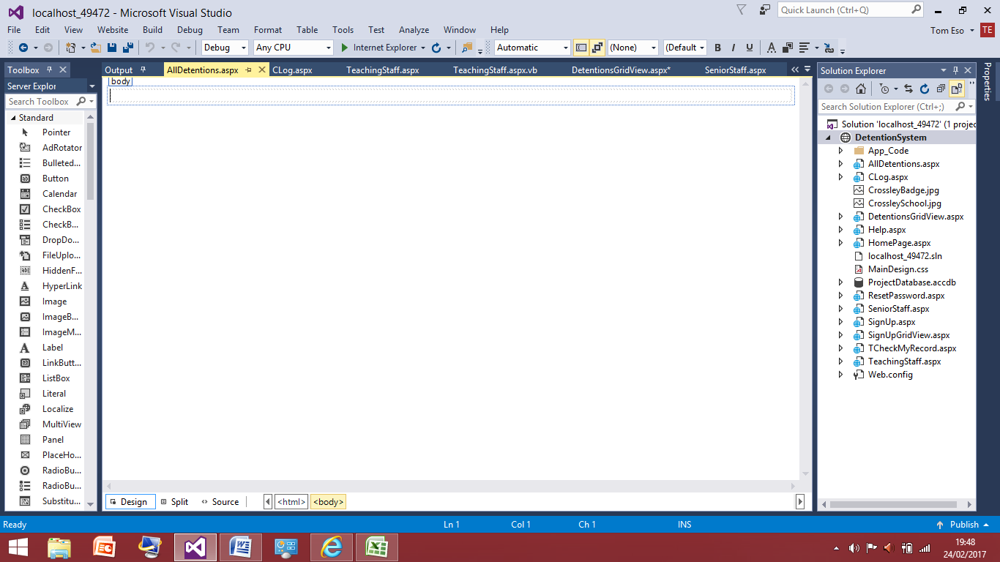 localhost_49472 - Microsoft Visual Studio
Quick Launch (Ctrl+Q)
File Edit View Website Build Debug Team Format Table Tools Test Analyze Window Help
Tom Eso TE
Debug Any CPU Internet Explorer Automatic (None) (Default B I U A
Toolbox
Output AllDetentions.aspx CLog.aspx TeachingStaff.aspx TeachingStaff.aspx.vb DetentionsGridView.aspx* SeniorStaff.aspx
Server Explor
Search Toolbox
Standard
Pointer
AdRotator
Bulleted...
Button
Calendar
CheckBox
CheckB...
DropDo...
FileUplo...
HiddenF...
HyperLink
Image
ImageB...
ImageM...
Label
LinkButt...
ListBox
Literal
Localize
MultiView
Panel
PlaceHo...
RadioBu...
RadioBu...
Substitu...
body
Design Split Source <html> <body>
Solution Explorer
Search Solution Explorer (Ctrl+;)
Solution 'localhost_49472' (1 projec
DetentionSystem
App_Code
AllDetentions.aspx
CLog.aspx
CrossleyBadge.jpg
CrossleySchool.jpg
DetentionsGridView.aspx
Help.aspx
HomePage.aspx
localhost_49472.sln
MainDesign.css
ProjectDatabase.accdb
ResetPassword.aspx
SeniorStaff.aspx
SignUp.aspx
SignUpGridView.aspx
TCheckMyRecord.aspx
TeachingStaff.aspx
Web.config
Properties
Ready Ln 1 Col 1 Ch 1 INS Publish
19:48
24/02/2017